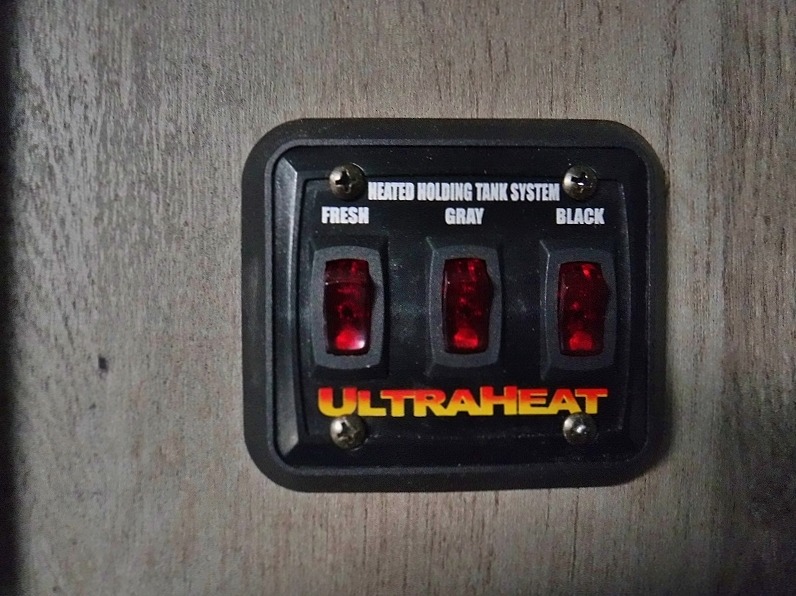 HEATED HOLDING TANK SYSTEM
FRESH GRAY BLACK
ULTRAHEAT